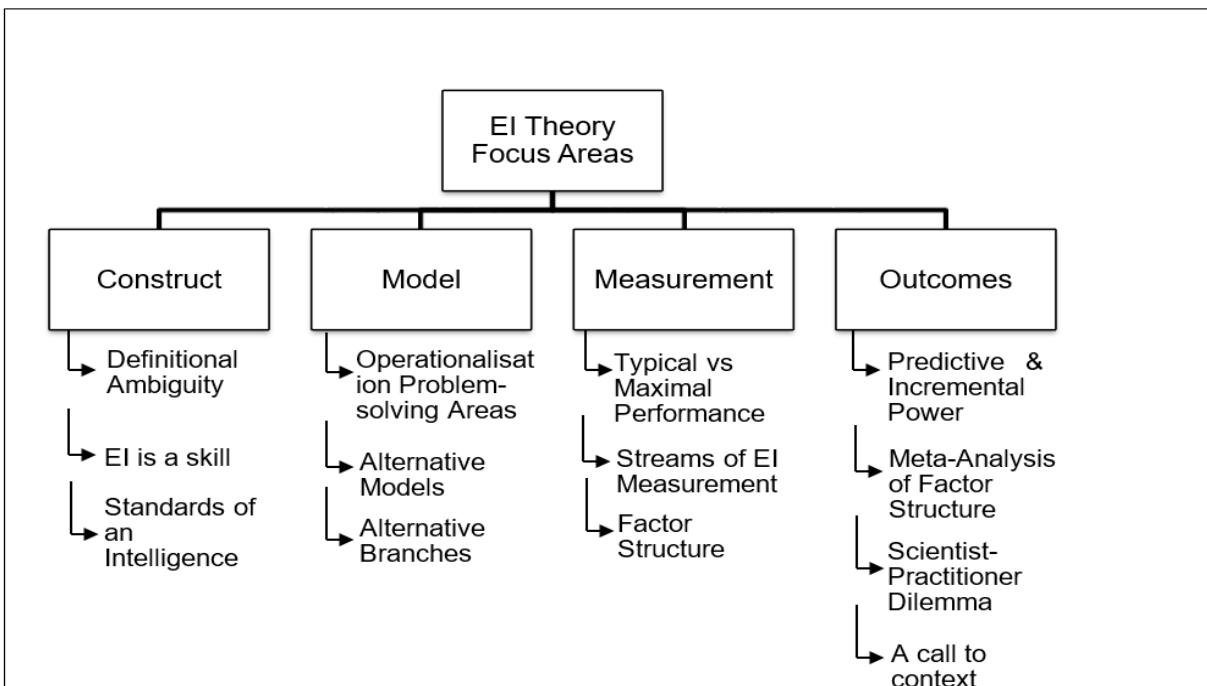 EI Theory
Focus Areas
Construct
Model
Measurement
Outcomes
Definitional
Ambiguity
EI is a skill
Standards of
an
Intelligence
Operationalisat
ion Problem-
solving Areas
Alternative
Models
Alternative
Branches
Typical vs
Maximal
Performance
Streams of EI
Measurement
Factor
Structure
Predictive &
Incremental
Power
Meta-Analysis
of Factor
Structure
Scientist-
Practitioner
Dilemma
A call to
context